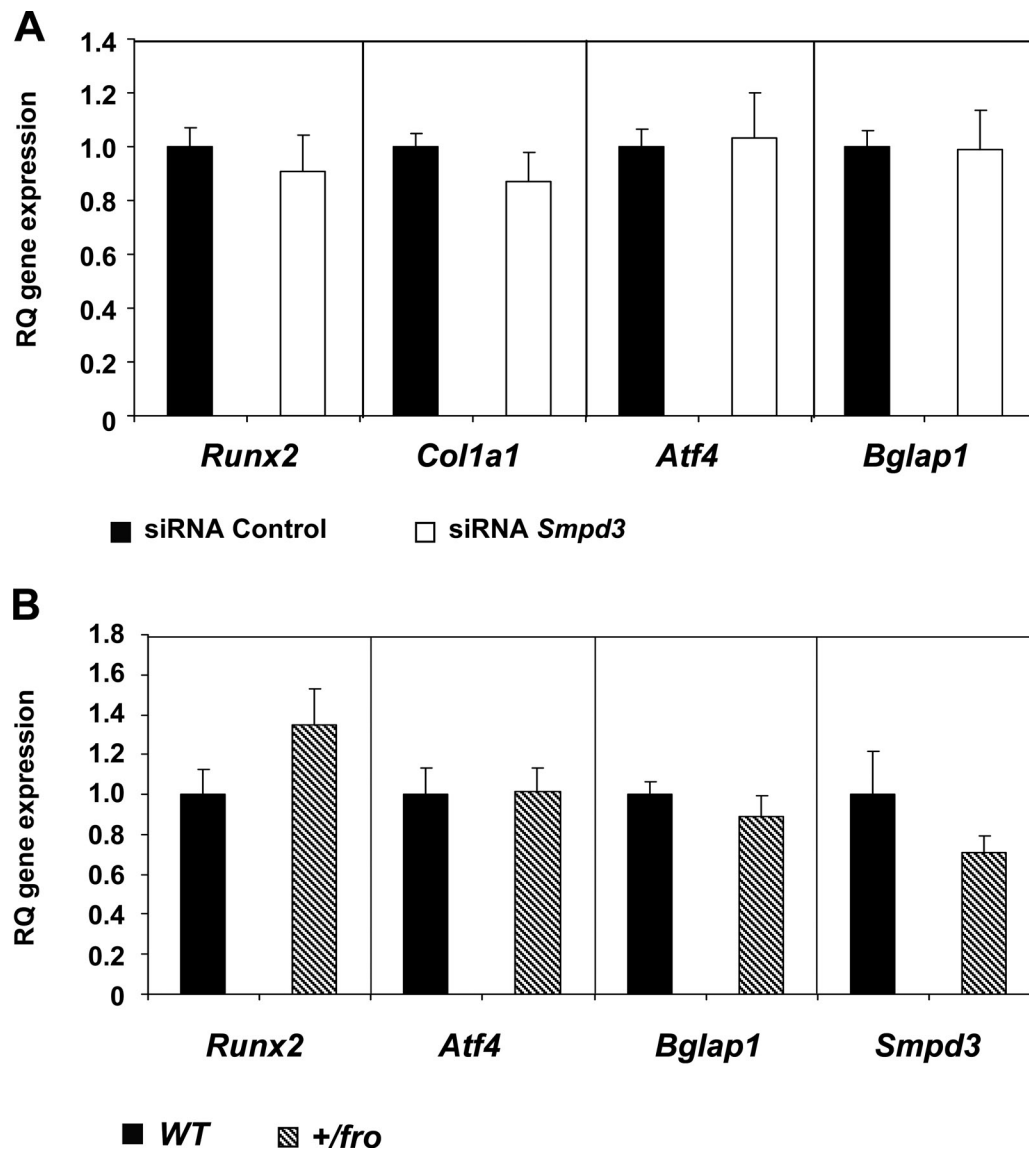 A
RQ gene expression
1.4
1.2
1.0
0.8
0.6
0.4
0.2
0
Runx2 Col1a1 Atf4 Bglap1
siRNA Control siRNA Smpd3
B
RQ gene expression
1.8
1.6
1.4
1.2
1.0
0.8
0.6
0.4
0.2
0
Runx2 Atf4 Bglap1 Smpd3
WT +/fro